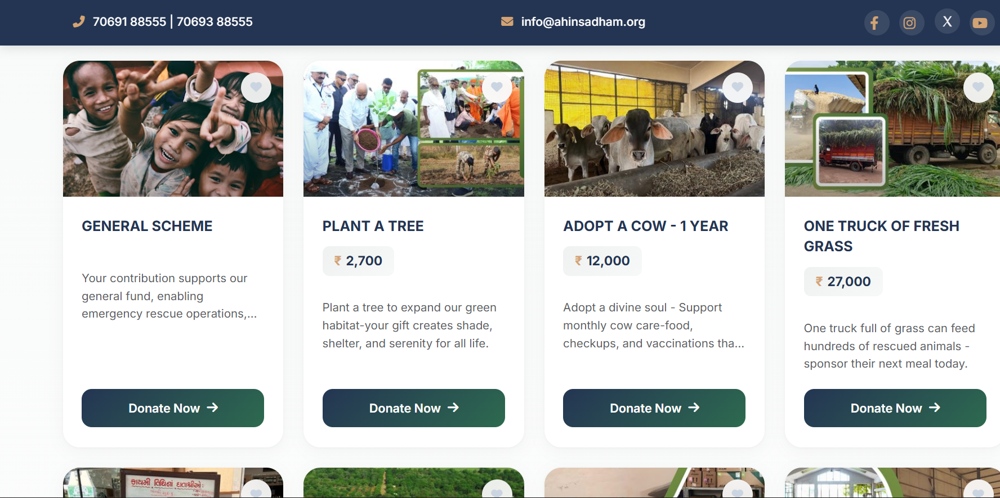 70691 88555 | 70693 88555
info@ahinsadham.org
X
GENERAL SCHEME
Your contribution supports our
general fund, enabling
emergency rescue operations,...
Donate Now →
PLANT A TREE
₹ 2,700
Plant a tree to expand our green
habitat-your gift creates shade,
shelter, and serenity for all life.
Donate Now →
ADOPT A COW - 1 YEAR
₹ 12,000
Adopt a divine soul - Support
monthly cow care-food,
checkups, and vaccinations tha...
Donate Now →
ONE TRUCK OF FRESH
GRASS
₹ 27,000
One truck full of grass can feed
hundreds of rescued animals -
sponsor their next meal today.
Donate Now →
કાયમી તિથિનાં દાતાશ્રીઓ: